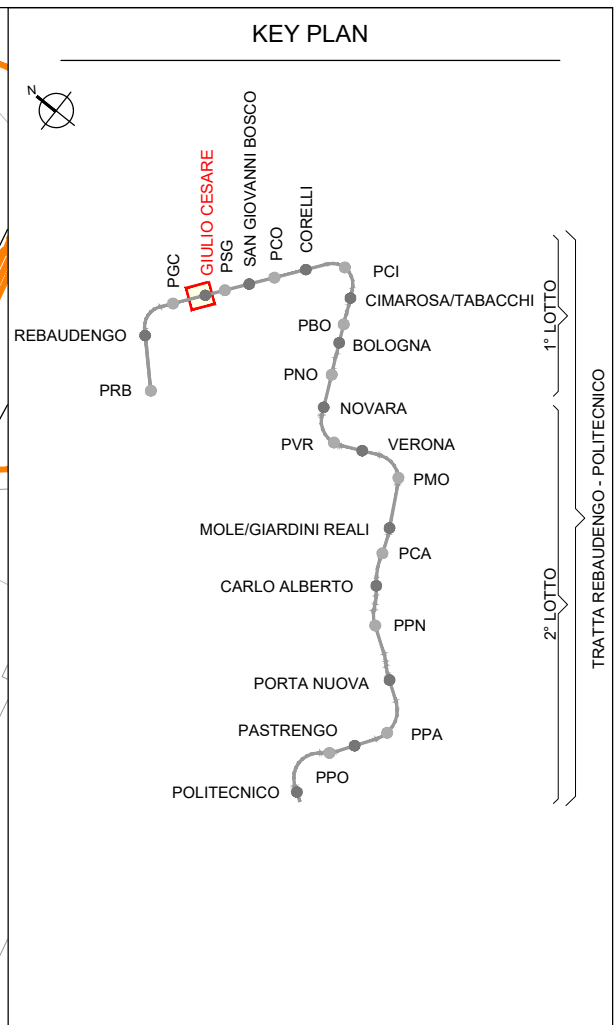 KEY PLAN
N
PGC
GIULIO CESARE
PSG
SAN GIOVANNI BOSCO
PCO
CORELLI
PCI
CIMAROSA/TABACCHI
REBAUDENGO
PBO
BOLOGNA
PNO
PRB
NOVARA
PVR
VERONA
PMO
MOLE/GIARDINI REALI
PCA
CARLO ALBERTO
PPN
PORTA NUOVA
PASTRENGO
PPA
PPO
POLITECNICO
1° LOTTO
2° LOTTO
TRATTA REBAUDENGO - POLITECNICO